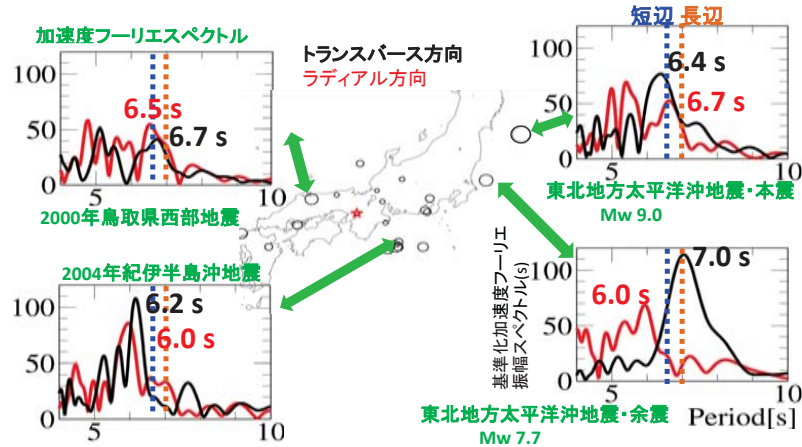 加速度フーリエスペクトル
トランスバース方向
ラディアル方向
短辺 長辺
100
50
0
5
10
6.5 s
6.7 s
2000年鳥取県西部地震
100
50
0
5
10
6.4 s
6.7 s
東北地方太平洋沖地震・本震
Mw 9.0
2004年紀伊半島沖地震
100
50
0
5
10
6.2 s
6.0 s
基準化加速度フーリエ
振幅スペクトル(s)
100
50
0
5
10
6.0 s
7.0 s
Period[s]
東北地方太平洋沖地震・余震
Mw 7.7